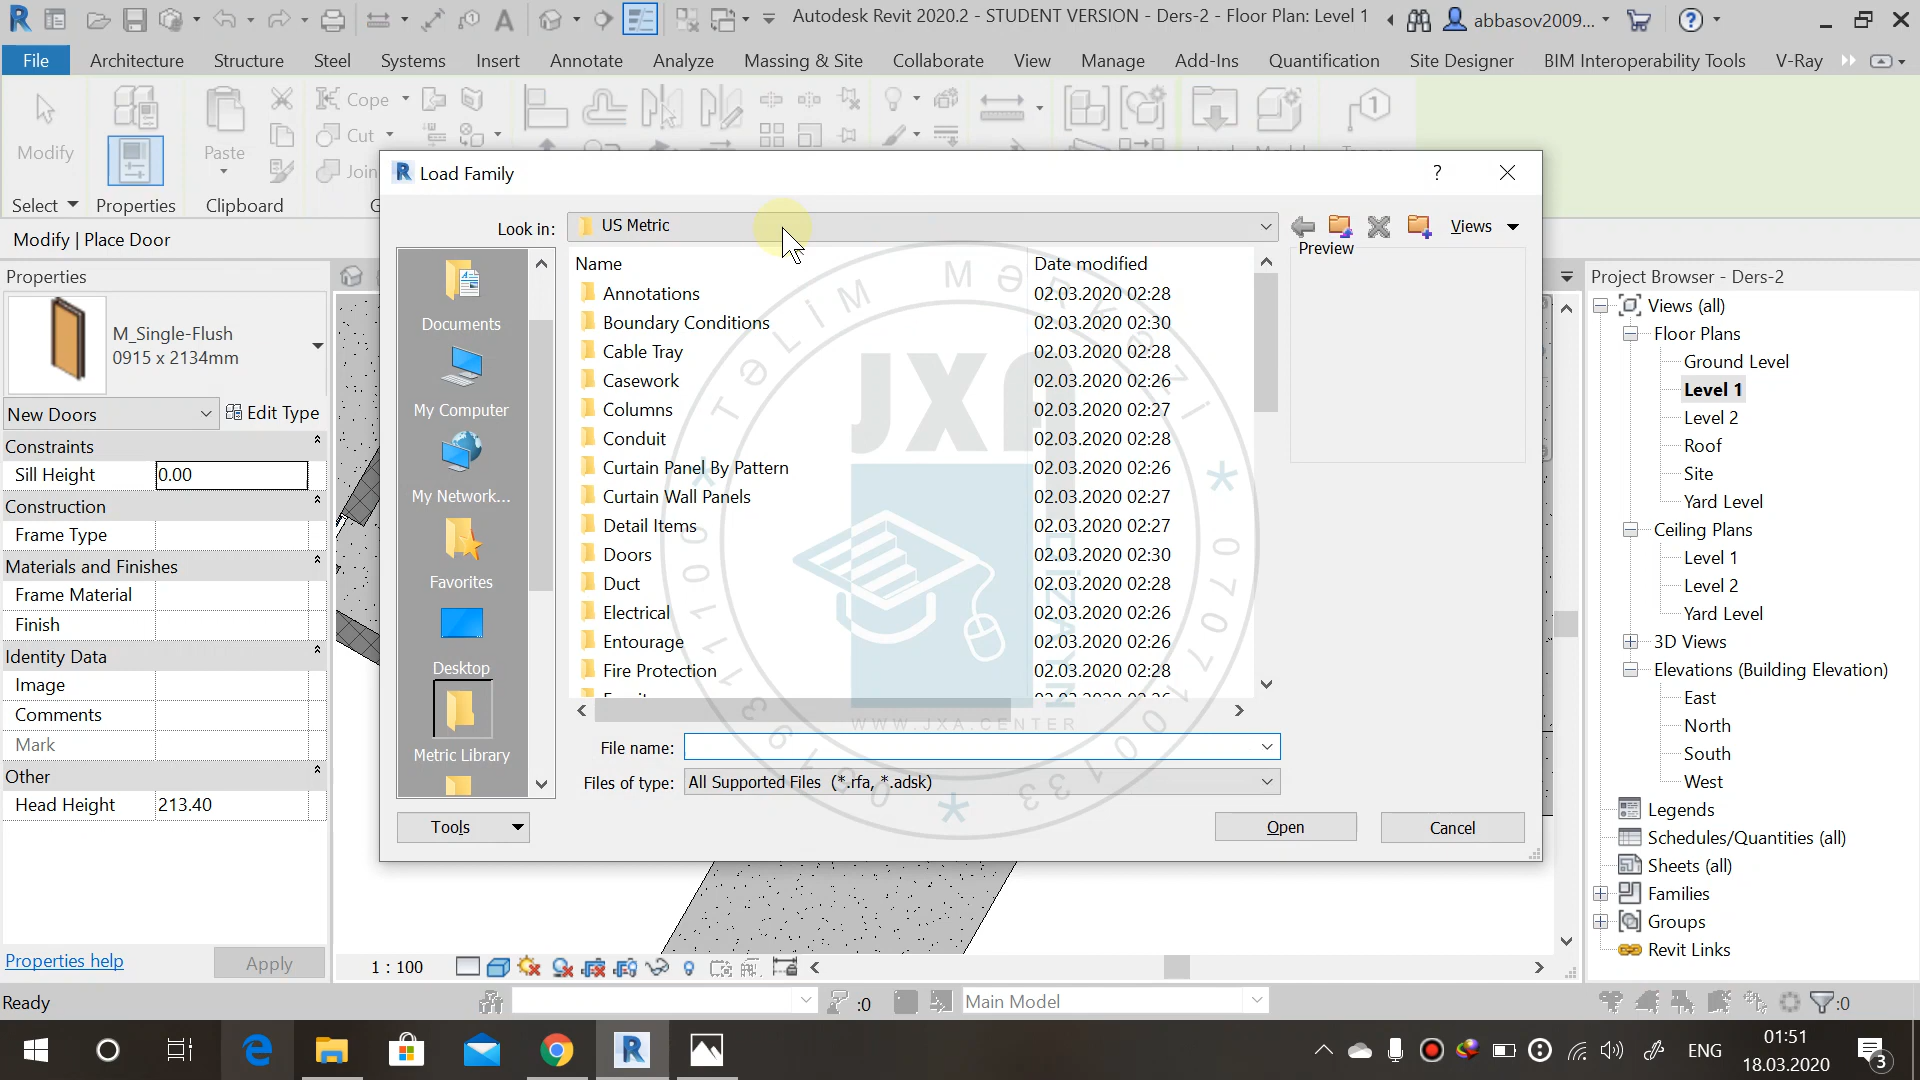 Autodesk Revit 2020.2 - STUDENT VERSION - Ders-2 - Floor Plan: Level 1
abbasov2009...
File Architecture Structure Steel Systems Insert Annotate Analyze Massing & Site Collaborate View Manage Add-Ins Quantification Site Designer BIM Interoperability Tools V-Ray
Modify
Paste
Cope
Cut
Join
Select Properties Clipboard
Modify | Place Door
Properties
M_Single-Flush
0915 x 2134mm
New Doors Edit Type
Constraints
Sill Height 0.00
Construction
Frame Type
Materials and Finishes
Frame Material
Finish
Identity Data
Image
Comments
Mark
Other
Head Height 213.40
Properties help Apply
Load Family
Look in: US Metric
Views
Preview
Documents
My Computer
My Network...
Favorites
Desktop
Metric Library
Name Date modified
Annotations 02.03.2020 02:28
Boundary Conditions 02.03.2020 02:30
Cable Tray 02.03.2020 02:28
Casework 02.03.2020 02:26
Columns 02.03.2020 02:27
Conduit 02.03.2020 02:28
Curtain Panel By Pattern 02.03.2020 02:26
Curtain Wall Panels 02.03.2020 02:27
Detail Items 02.03.2020 02:27
Doors 02.03.2020 02:30
Duct 02.03.2020 02:28
Electrical 02.03.2020 02:26
Entourage 02.03.2020 02:26
Fire Protection 02.03.2020 02:28
File name:
Files of type: All Supported Files (*.rfa, *.adsk)
Tools Open Cancel
TəLİM MƏRKəZİ
JXA
DİZAYN
WWW.JXA.CENTER
Project Browser - Ders-2
Views (all)
Floor Plans
Ground Level
Level 1
Level 2
Roof
Site
Yard Level
Ceiling Plans
Level 1
Level 2
Yard Level
3D Views
Elevations (Building Elevation)
East
North
South
West
Legends
Schedules/Quantities (all)
Sheets (all)
Families
Groups
Revit Links
1 : 100
Ready
:0
Main Model
:0
ENG
01:51
18.03.2020
3